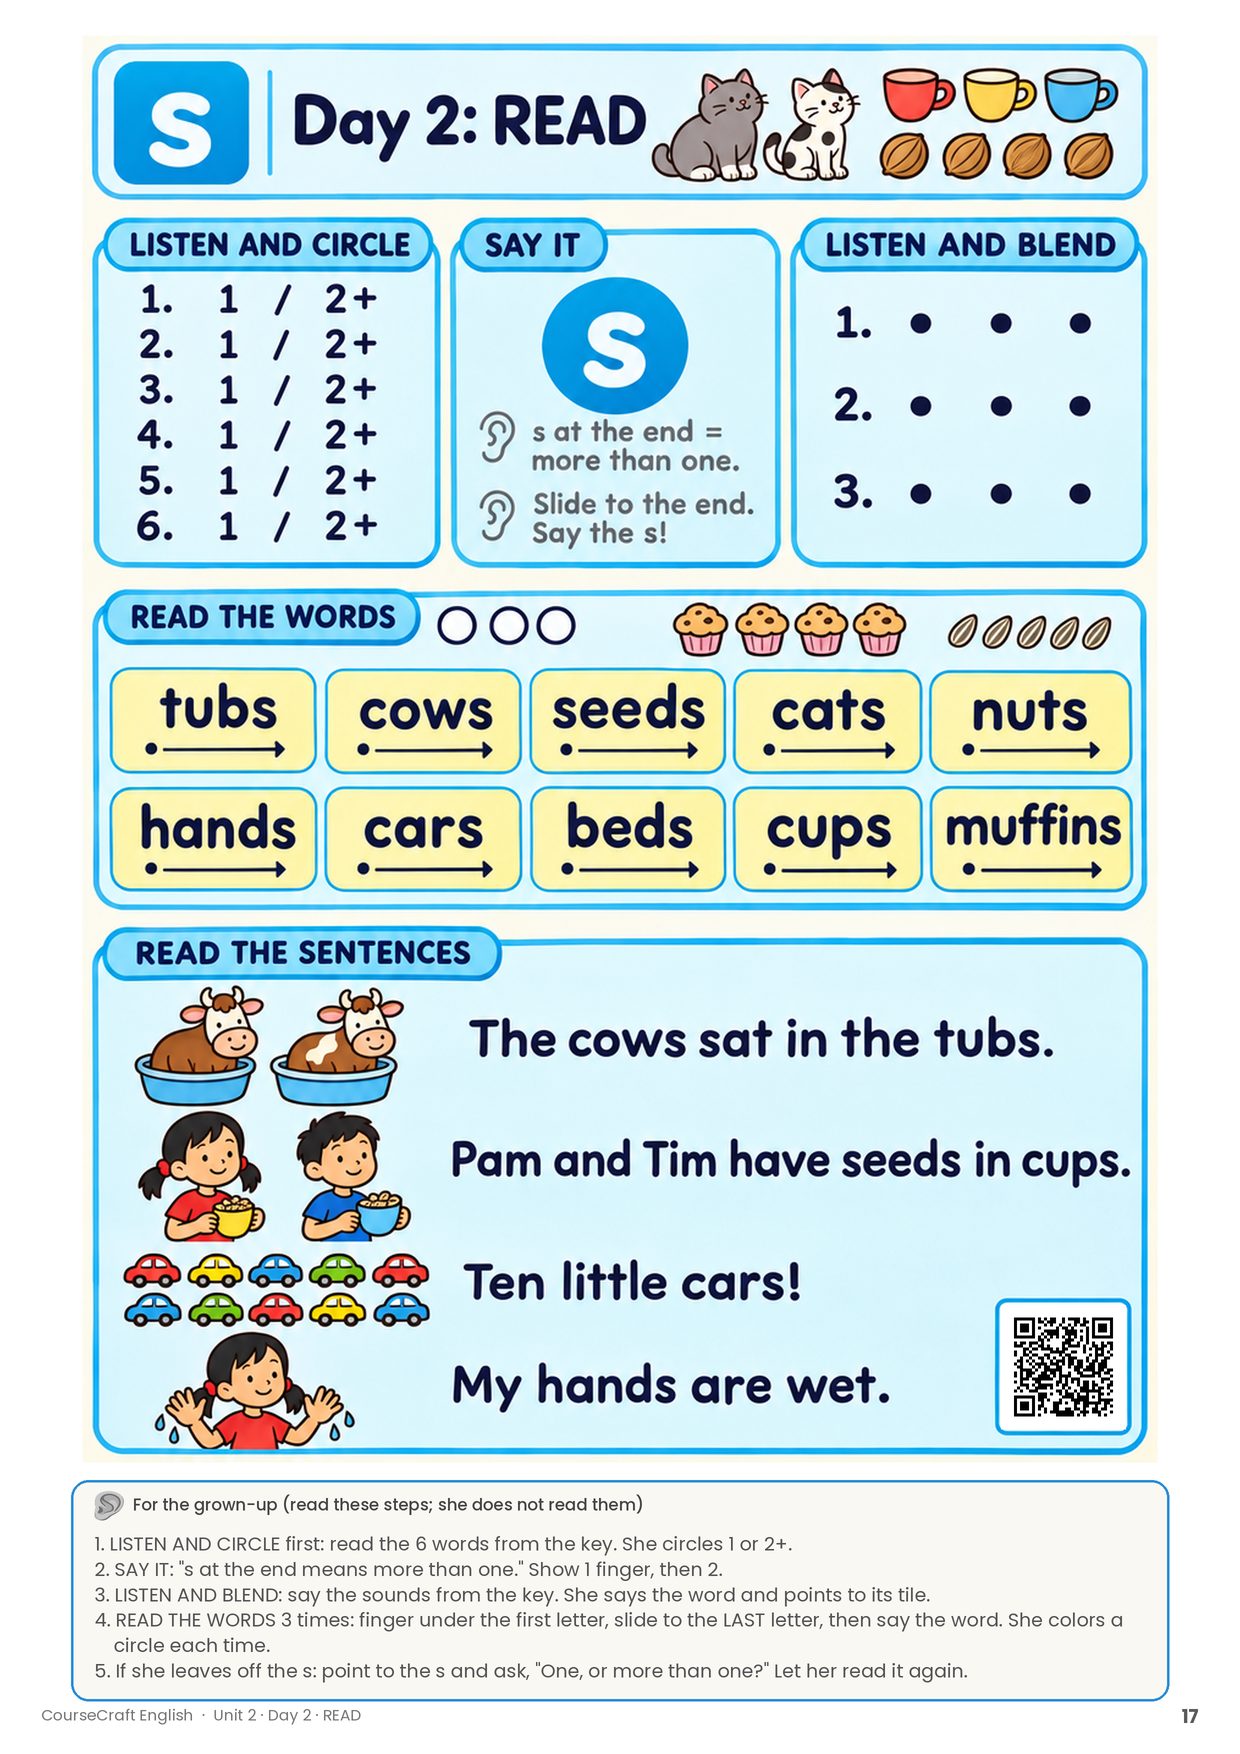 s
Day 2: READ
LISTEN AND CIRCLE
1. 1 / 2+
2. 1 / 2+
3. 1 / 2+
4. 1 / 2+
5. 1 / 2+
6. 1 / 2+
SAY IT
s
s at the end =
more than one.
Slide to the end.
Say the s!
LISTEN AND BLEND
1. ● ● ●
2. ● ● ●
3. ● ● ●
READ THE WORDS
tubs cows seeds cats nuts
hands cars beds cups muffins
READ THE SENTENCES
The cows sat in the tubs.
Pam and Tim have seeds in cups.
Ten little cars!
My hands are wet.
For the grown-up (read these steps; she does not read them)
1. LISTEN AND CIRCLE first: read the 6 words from the key. She circles 1 or 2+.
2. SAY IT: "s at the end means more than one." Show 1 finger, then 2.
3. LISTEN AND BLEND: say the sounds from the key. She says the word and points to its tile.
4. READ THE WORDS 3 times: finger under the first letter, slide to the LAST letter, then say the word. She colors a
circle each time.
5. If she leaves off the s: point to the s and ask, "One, or more than one?" Let her read it again.
CourseCraft English · Unit 2 · Day 2 · READ
17